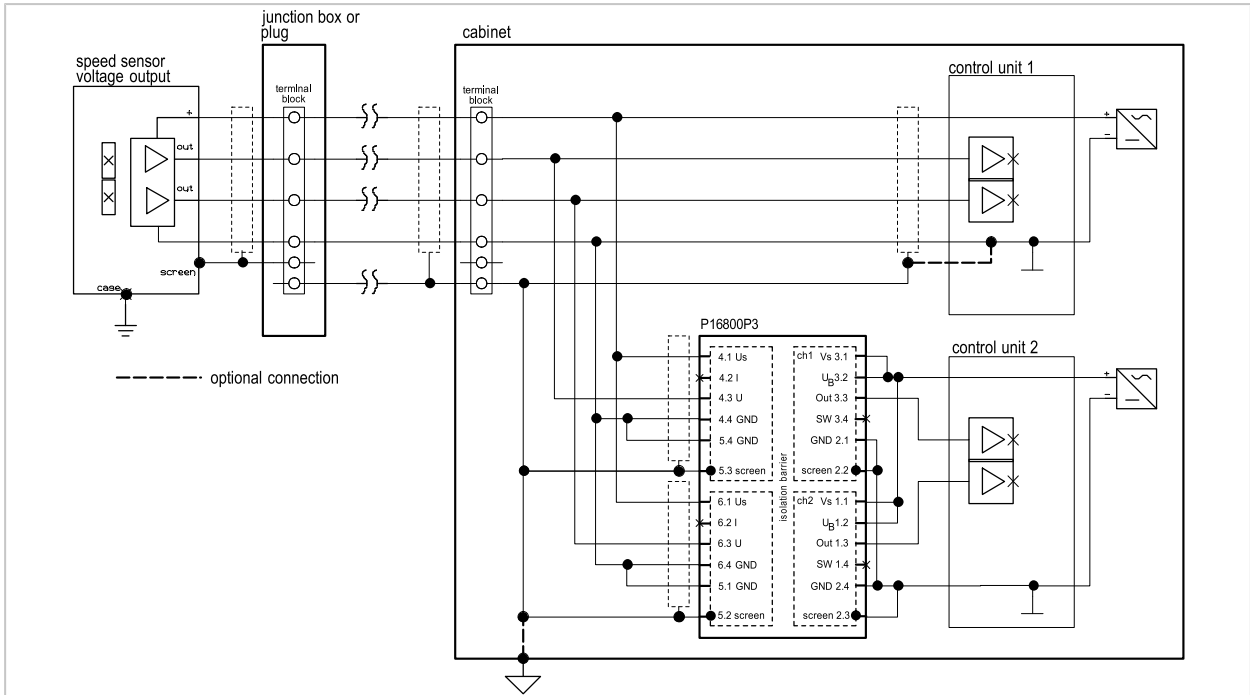 junction box or
plug
cabinet
speed sensor
voltage output
terminal
block
terminal
block
control unit 1
+
out
out
screen
case
+
−
optional connection
P16800P3
control unit 2
4.1 Us
4.2 I
4.3 U
4.4 GND
5.4 GND
5.3 screen
6.1 Us
6.2 I
6.3 U
6.4 GND
5.1 GND
5.2 screen
isolation barrier
ch1 Vs 3.1
UB3.2
Out 3.3
SW 3.4
GND 2.1
screen 2.2
ch2 Vs 1.1
UB1.2
Out 1.3
SW 1.4
GND 2.4
screen 2.3
+
−